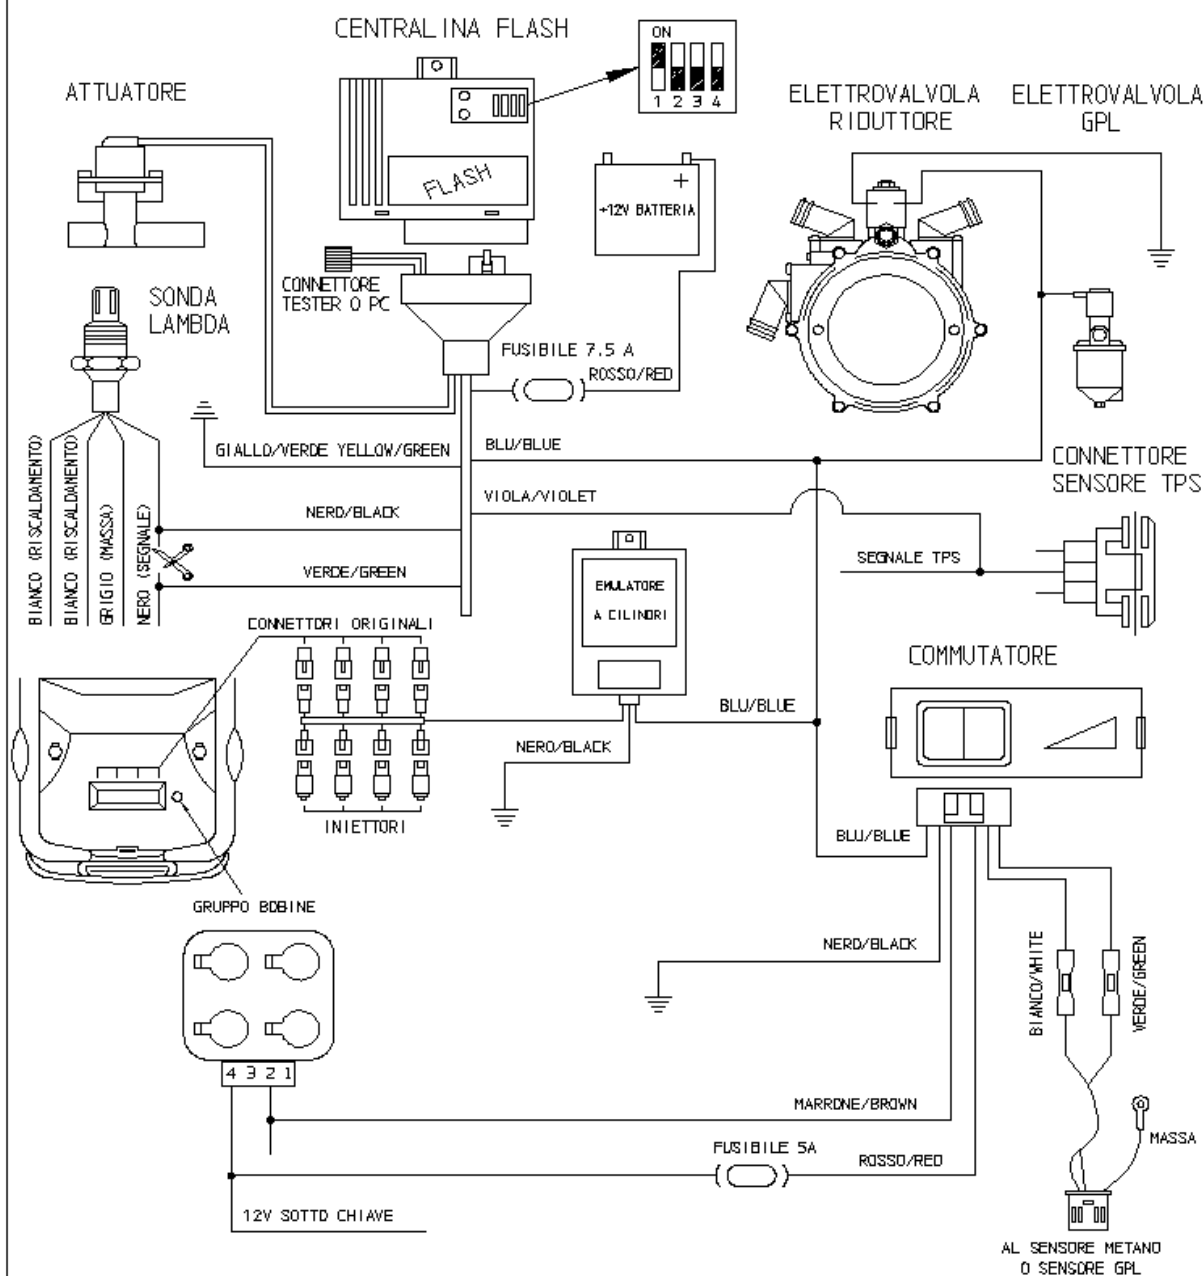 CENTRALINA FLASH
ON
1 2 3 4
ATTUATORE
ELETTROVALVOLA
RIDUTTORE
ELETTROVALVOLA
GPL
FLASH
+
+12V BATTERIA
CONNETTORE
TESTER O PC
SONDA
LAMBDA
FUSIBILE 7.5 A
ROSSO/RED
GIALLO/VERDE YELLOW/GREEN
BLU/BLUE
CONNETTORE
SENSORE TPS
VIOLA/VIOLET
NERO/BLACK
VERDE/GREEN
BIANCO (RISCALDAMENTO)
BIANCO (RISCALDAMENTO)
GRIGIO (MASSA)
NERO (SEGNALE)
SEGNALE TPS
EMULATORE
A CILINDRI
CONNETTORI ORIGINALI
COMMUTATORE
BLU/BLUE
NERO/BLACK
INIETTORI
BLU/BLUE
GRUPPO BOBINE
NERO/BLACK
BIANCO/WHITE
VERDE/GREEN
4 3 2 1
MARRONE/BROWN
MASSA
FUSIBILE 5A
ROSSO/RED
12V SOTTO CHIAVE
AL SENSORE METANO
O SENSORE GPL